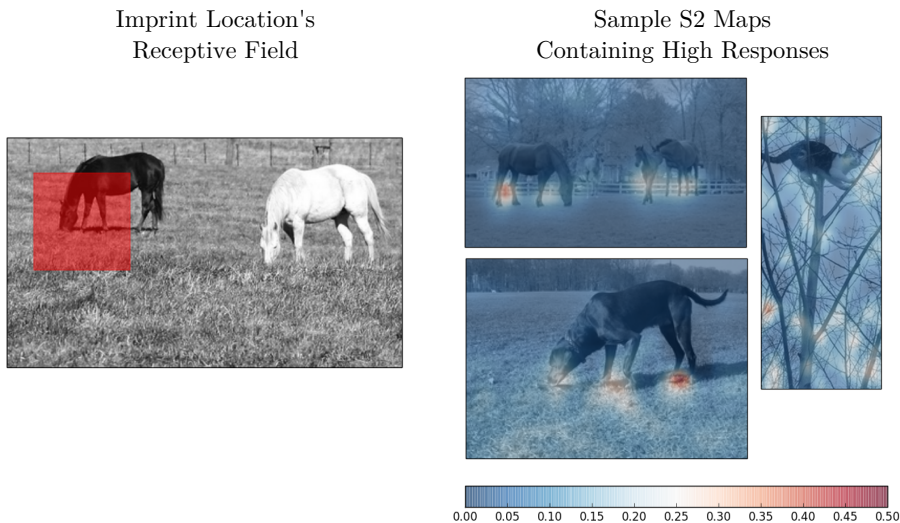 Imprint Location's
Receptive Field
Sample S2 Maps
Containing High Responses
0.00 0.05 0.10 0.15 0.20 0.25 0.30 0.35 0.40 0.45 0.50